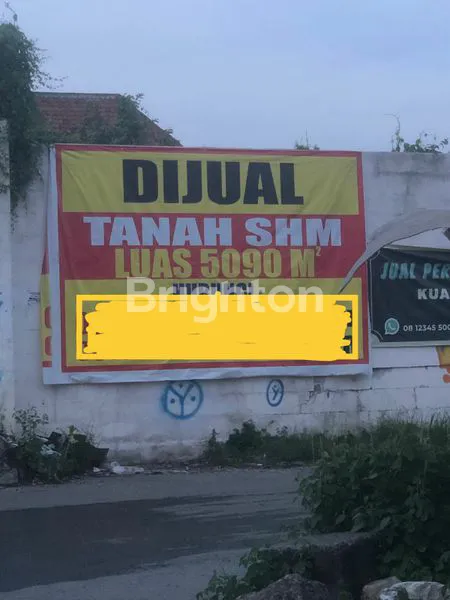 DIJUAL
TANAH SHM
LUAS 5090 M²
Brighton
JUAL PER
KUA
08 12345 500